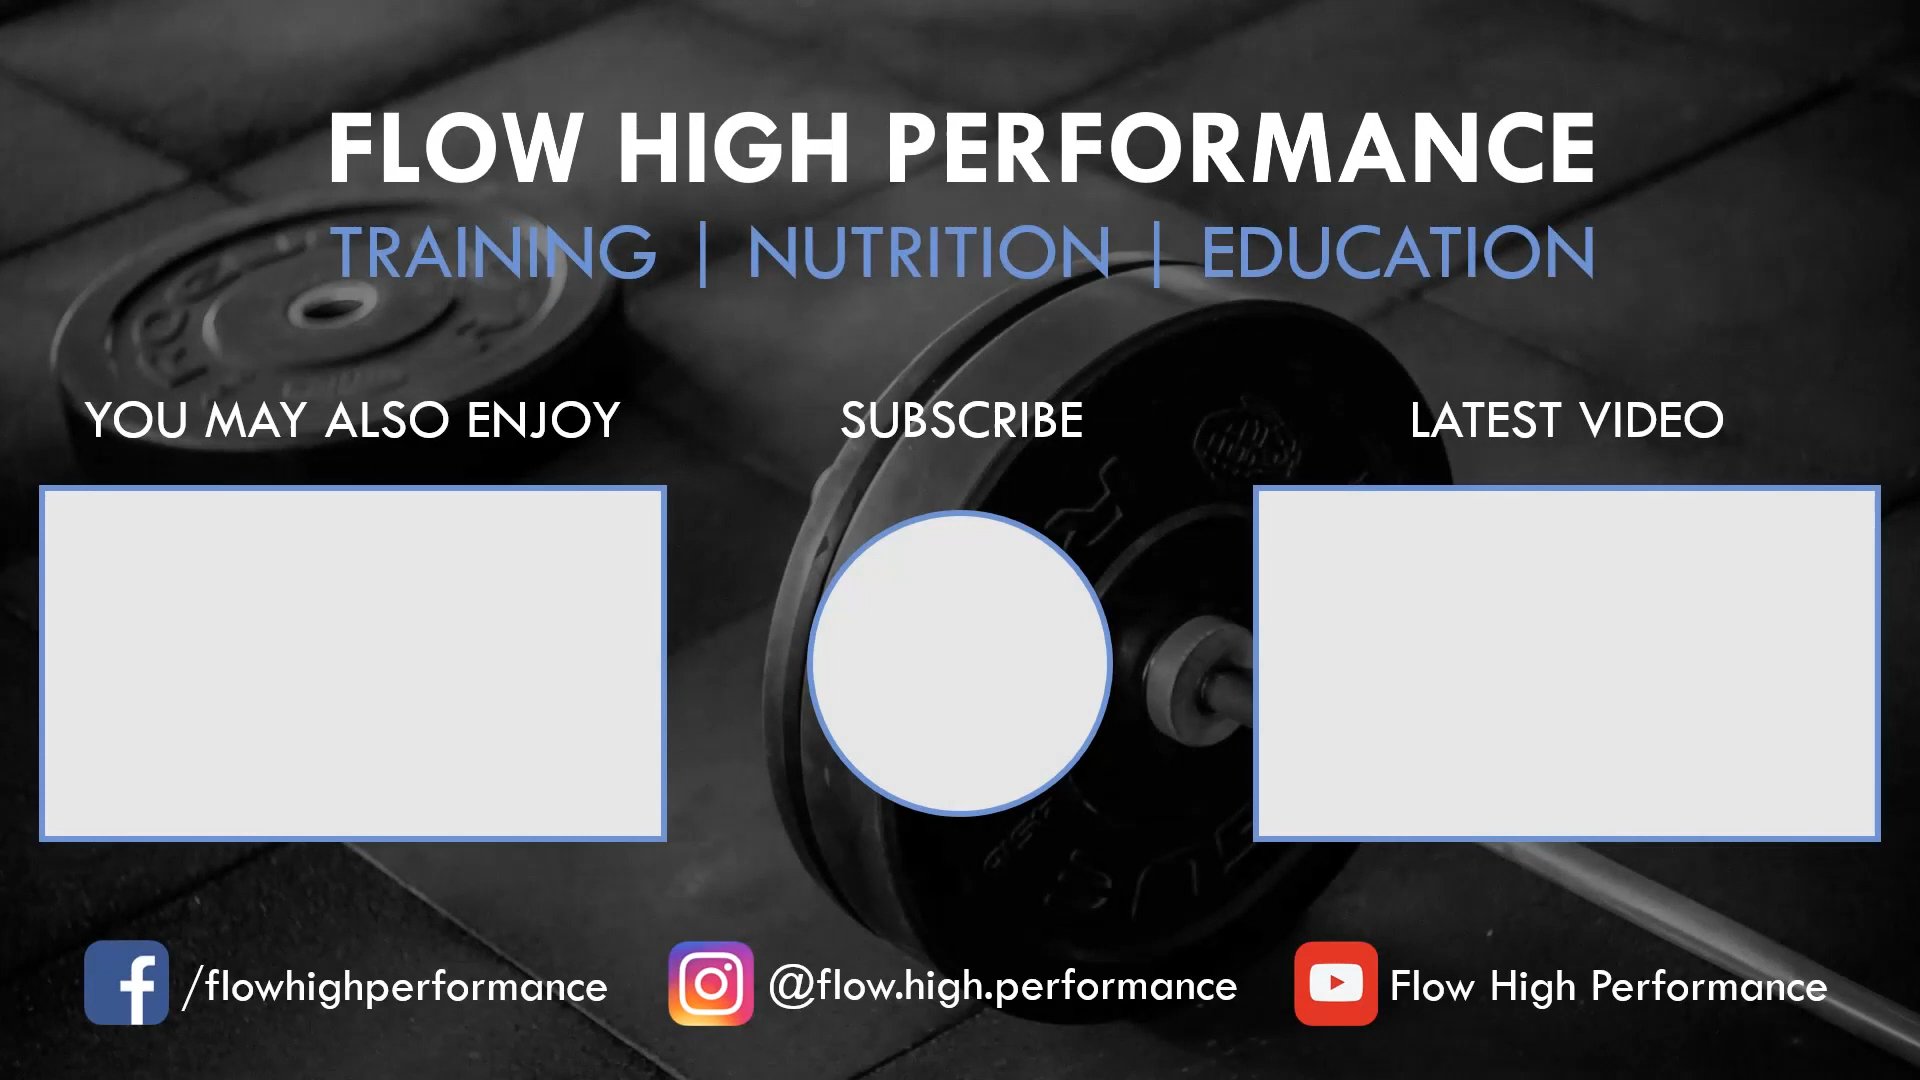 FLOW HIGH PERFORMANCE
TRAINING | NUTRITION | EDUCATION
YOU MAY ALSO ENJOY
SUBSCRIBE
LATEST VIDEO
/flowhighperformance
@flow.high.performance
Flow High Performance